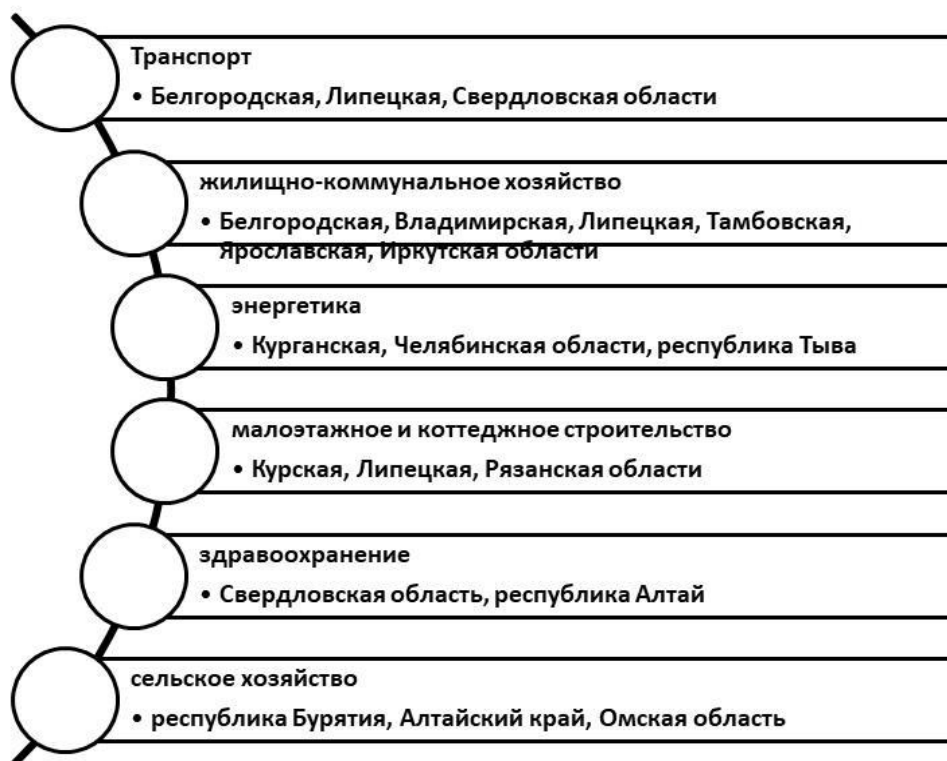 Транспорт
• Белгородская, Липецкая, Свердловская области
жилищно-коммунальное хозяйство
• Белгородская, Владимирская, Липецкая, Тамбовская,
Ярославская, Иркутская области
энергетика
• Курганская, Челябинская области, республика Тыва
малоэтажное и коттеджное строительство
• Курская, Липецкая, Рязанская области
здравоохранение
• Свердловская область, республика Алтай
сельское хозяйство
• республика Бурятия, Алтайский край, Омская область